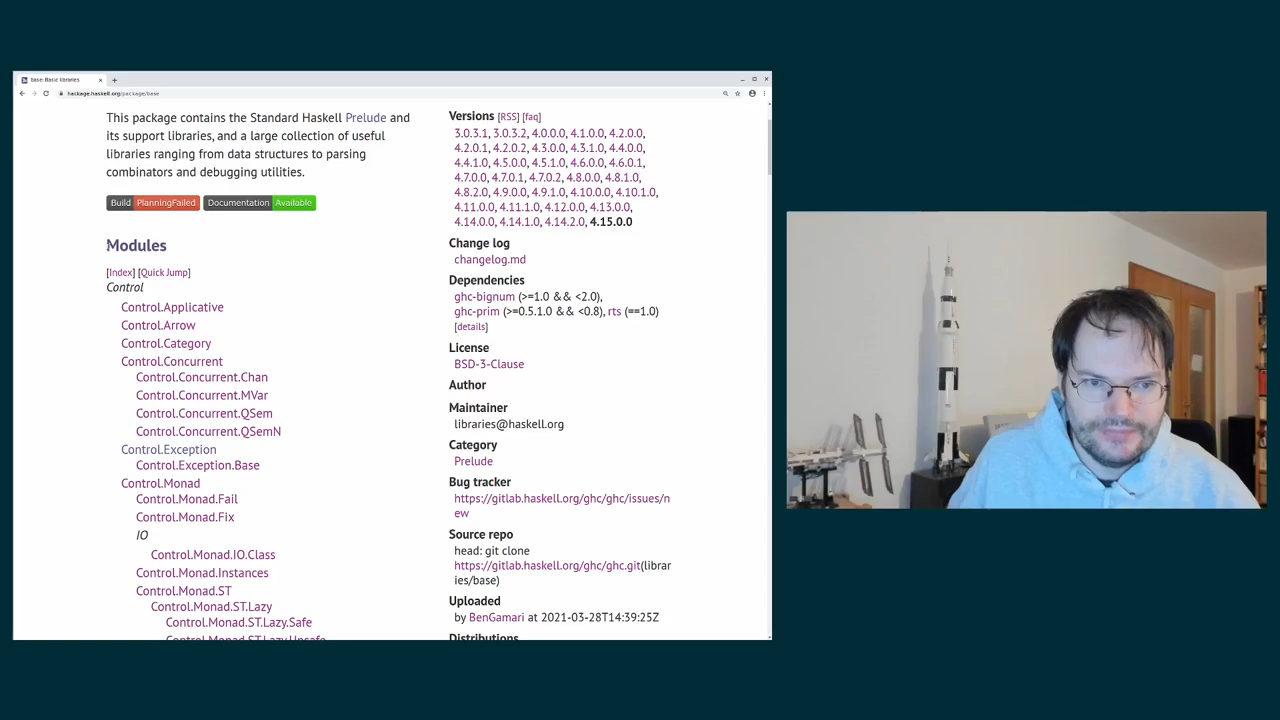 base: Basic libraries
hackage.haskell.org/package/base
This package contains the Standard Haskell Prelude and
its support libraries, and a large collection of useful
libraries ranging from data structures to parsing
combinators and debugging utilities.
Build PlanningFailed Documentation Available
Modules
[Index] [Quick Jump]
Control
Control.Applicative
Control.Arrow
Control.Category
Control.Concurrent
Control.Concurrent.Chan
Control.Concurrent.MVar
Control.Concurrent.QSem
Control.Concurrent.QSemN
Control.Exception
Control.Exception.Base
Control.Monad
Control.Monad.Fail
Control.Monad.Fix
IO
Control.Monad.IO.Class
Control.Monad.Instances
Control.Monad.ST
Control.Monad.ST.Lazy
Control.Monad.ST.Lazy.Safe
Control.Monad.ST.Lazy.Unsafe
Versions [RSS] [faq]
3.0.3.1, 3.0.3.2, 4.0.0.0, 4.1.0.0, 4.2.0.0,
4.2.0.1, 4.2.0.2, 4.3.0.0, 4.3.1.0, 4.4.0.0,
4.4.1.0, 4.5.0.0, 4.5.1.0, 4.6.0.0, 4.6.0.1,
4.7.0.0, 4.7.0.1, 4.7.0.2, 4.8.0.0, 4.8.1.0,
4.8.2.0, 4.9.0.0, 4.9.1.0, 4.10.0.0, 4.10.1.0,
4.11.0.0, 4.11.1.0, 4.12.0.0, 4.13.0.0,
4.14.0.0, 4.14.1.0, 4.14.2.0, 4.15.0.0
Change log
changelog.md
Dependencies
ghc-bignum (>=1.0 && <2.0),
ghc-prim (>=0.5.1.0 && <0.8), rts (==1.0)
[details]
License
BSD-3-Clause
Author
Maintainer
libraries@haskell.org
Category
Prelude
Bug tracker
https://gitlab.haskell.org/ghc/ghc/issues/n
ew
Source repo
head: git clone
https://gitlab.haskell.org/ghc/ghc.git(librar
ies/base)
Uploaded
by BenGamari at 2021-03-28T14:39:25Z
Distributions